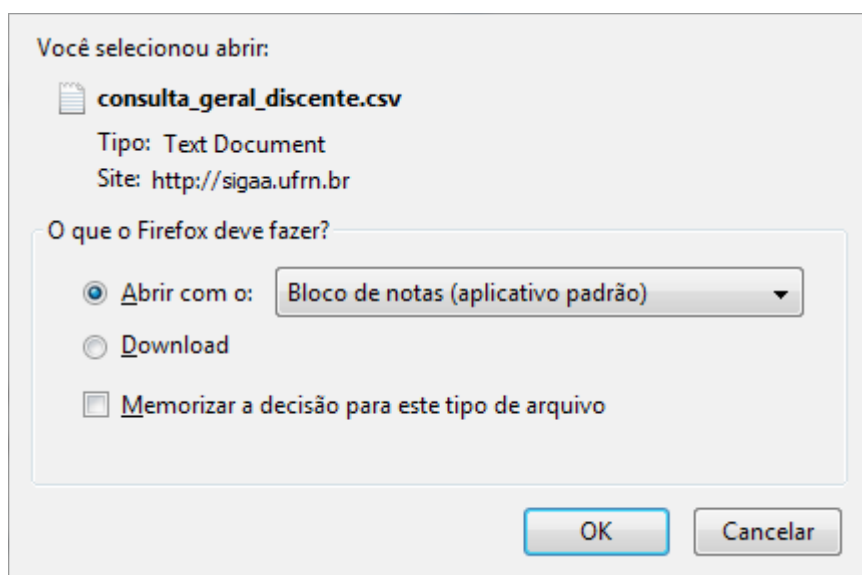 Você selecionou abrir:
consulta_geral_discente.csv
Tipo: Text Document
Site: http://sigaa.ufrn.br
O que o Firefox deve fazer?
Abrir com o: Bloco de notas (aplicativo padrão)
Download
Memorizar a decisão para este tipo de arquivo
OK Cancelar